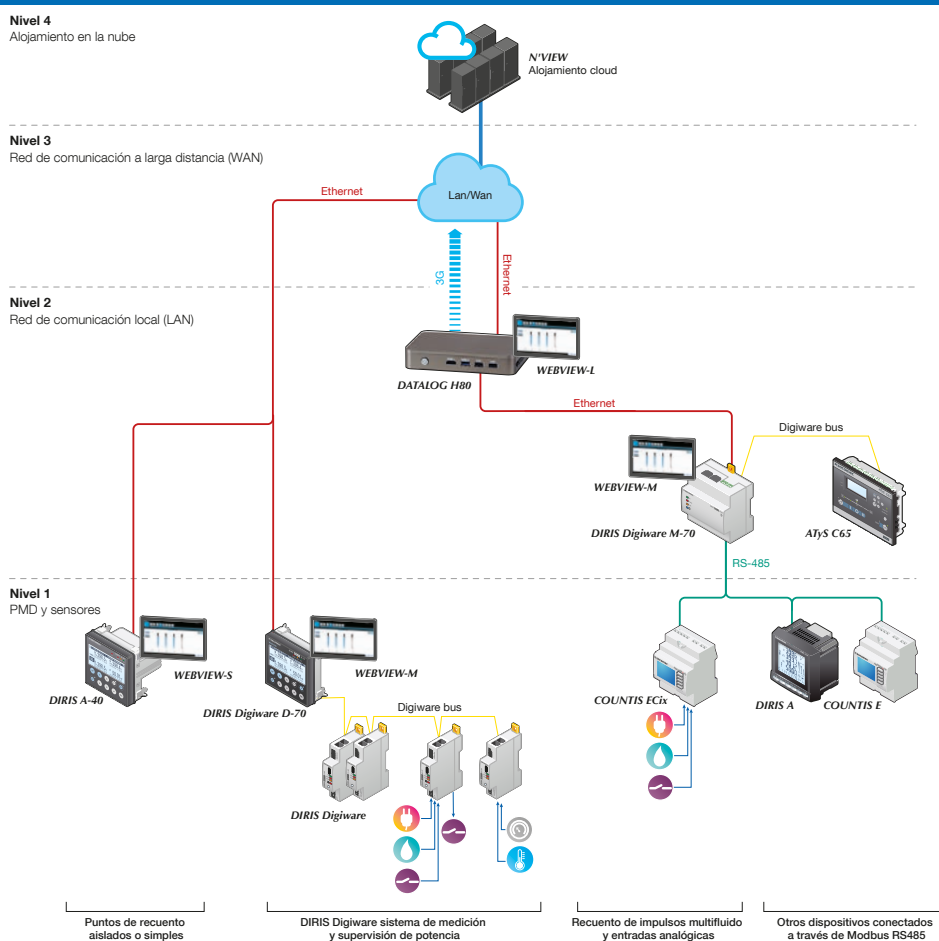 Nivel 4
Alojamiento en la nube
N'VIEW
Alojamiento cloud
Nivel 3
Red de comunicación a larga distancia (WAN)
Ethernet
Lan/Wan
3G
Ethernet
Nivel 2
Red de comunicación local (LAN)
WEBVIEW-L
DATALOG H80
Ethernet
Digiware bus
WEBVIEW-M
DIRIS Digiware M-70
ATyS C65
RS-485
Nivel 1
PMD y sensores
WEBVIEW-S
WEBVIEW-M
DIRIS A-40
DIRIS Digiware D-70
COUNTIS ECix
DIRIS A
COUNTIS E
Digiware bus
DIRIS Digiware
Puntos de recuento
aislados o simples
DIRIS Digiware sistema de medición
y supervisión de potencia
Recuento de impulsos multifluido
y entradas analógicas
Otros dispositivos conectados
a través de Modbus RS485